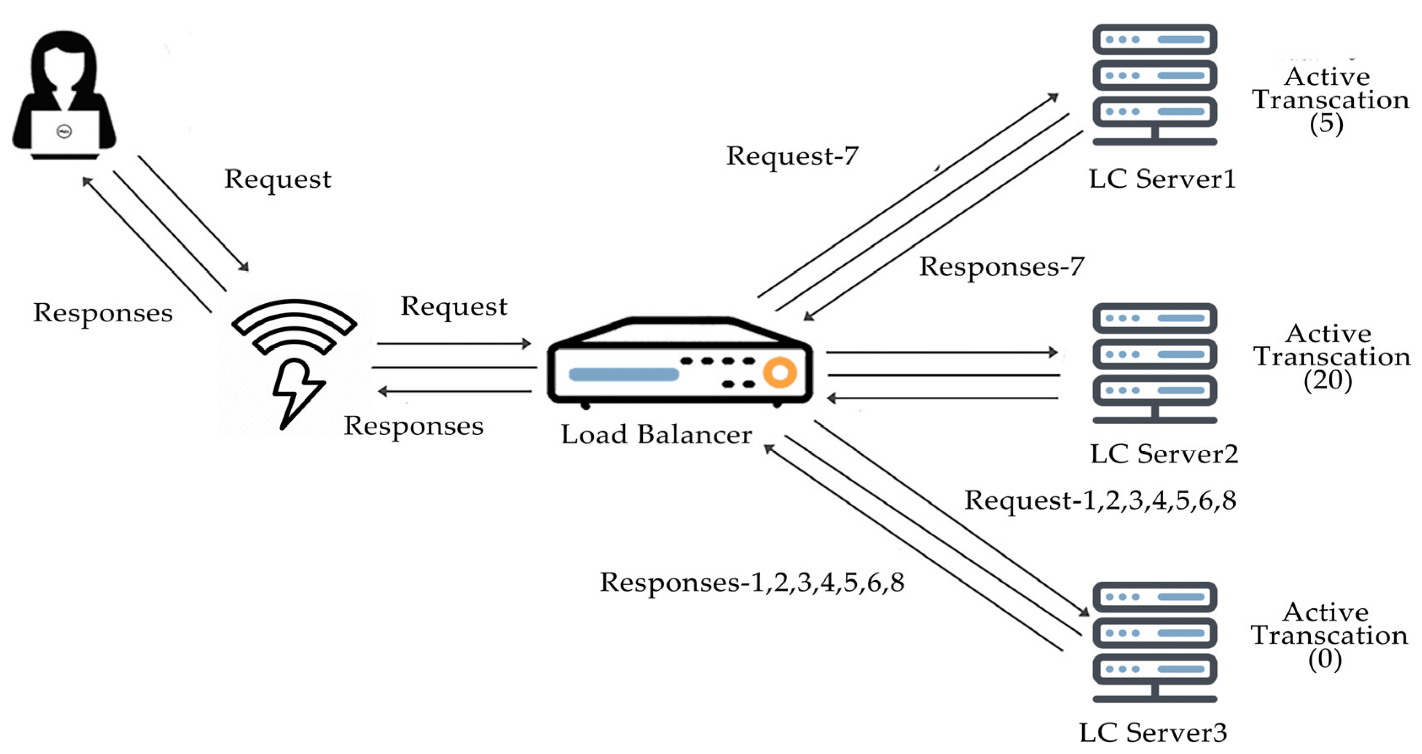 Active
Transcation
(5)
LC Server1
Request-7
Request
Responses-7
Responses
Request
Responses
Load Balancer
Active
Transcation
(20)
LC Server2
Request-1,2,3,4,5,6,8
Responses-1,2,3,4,5,6,8
Active
Transcation
(0)
LC Server3